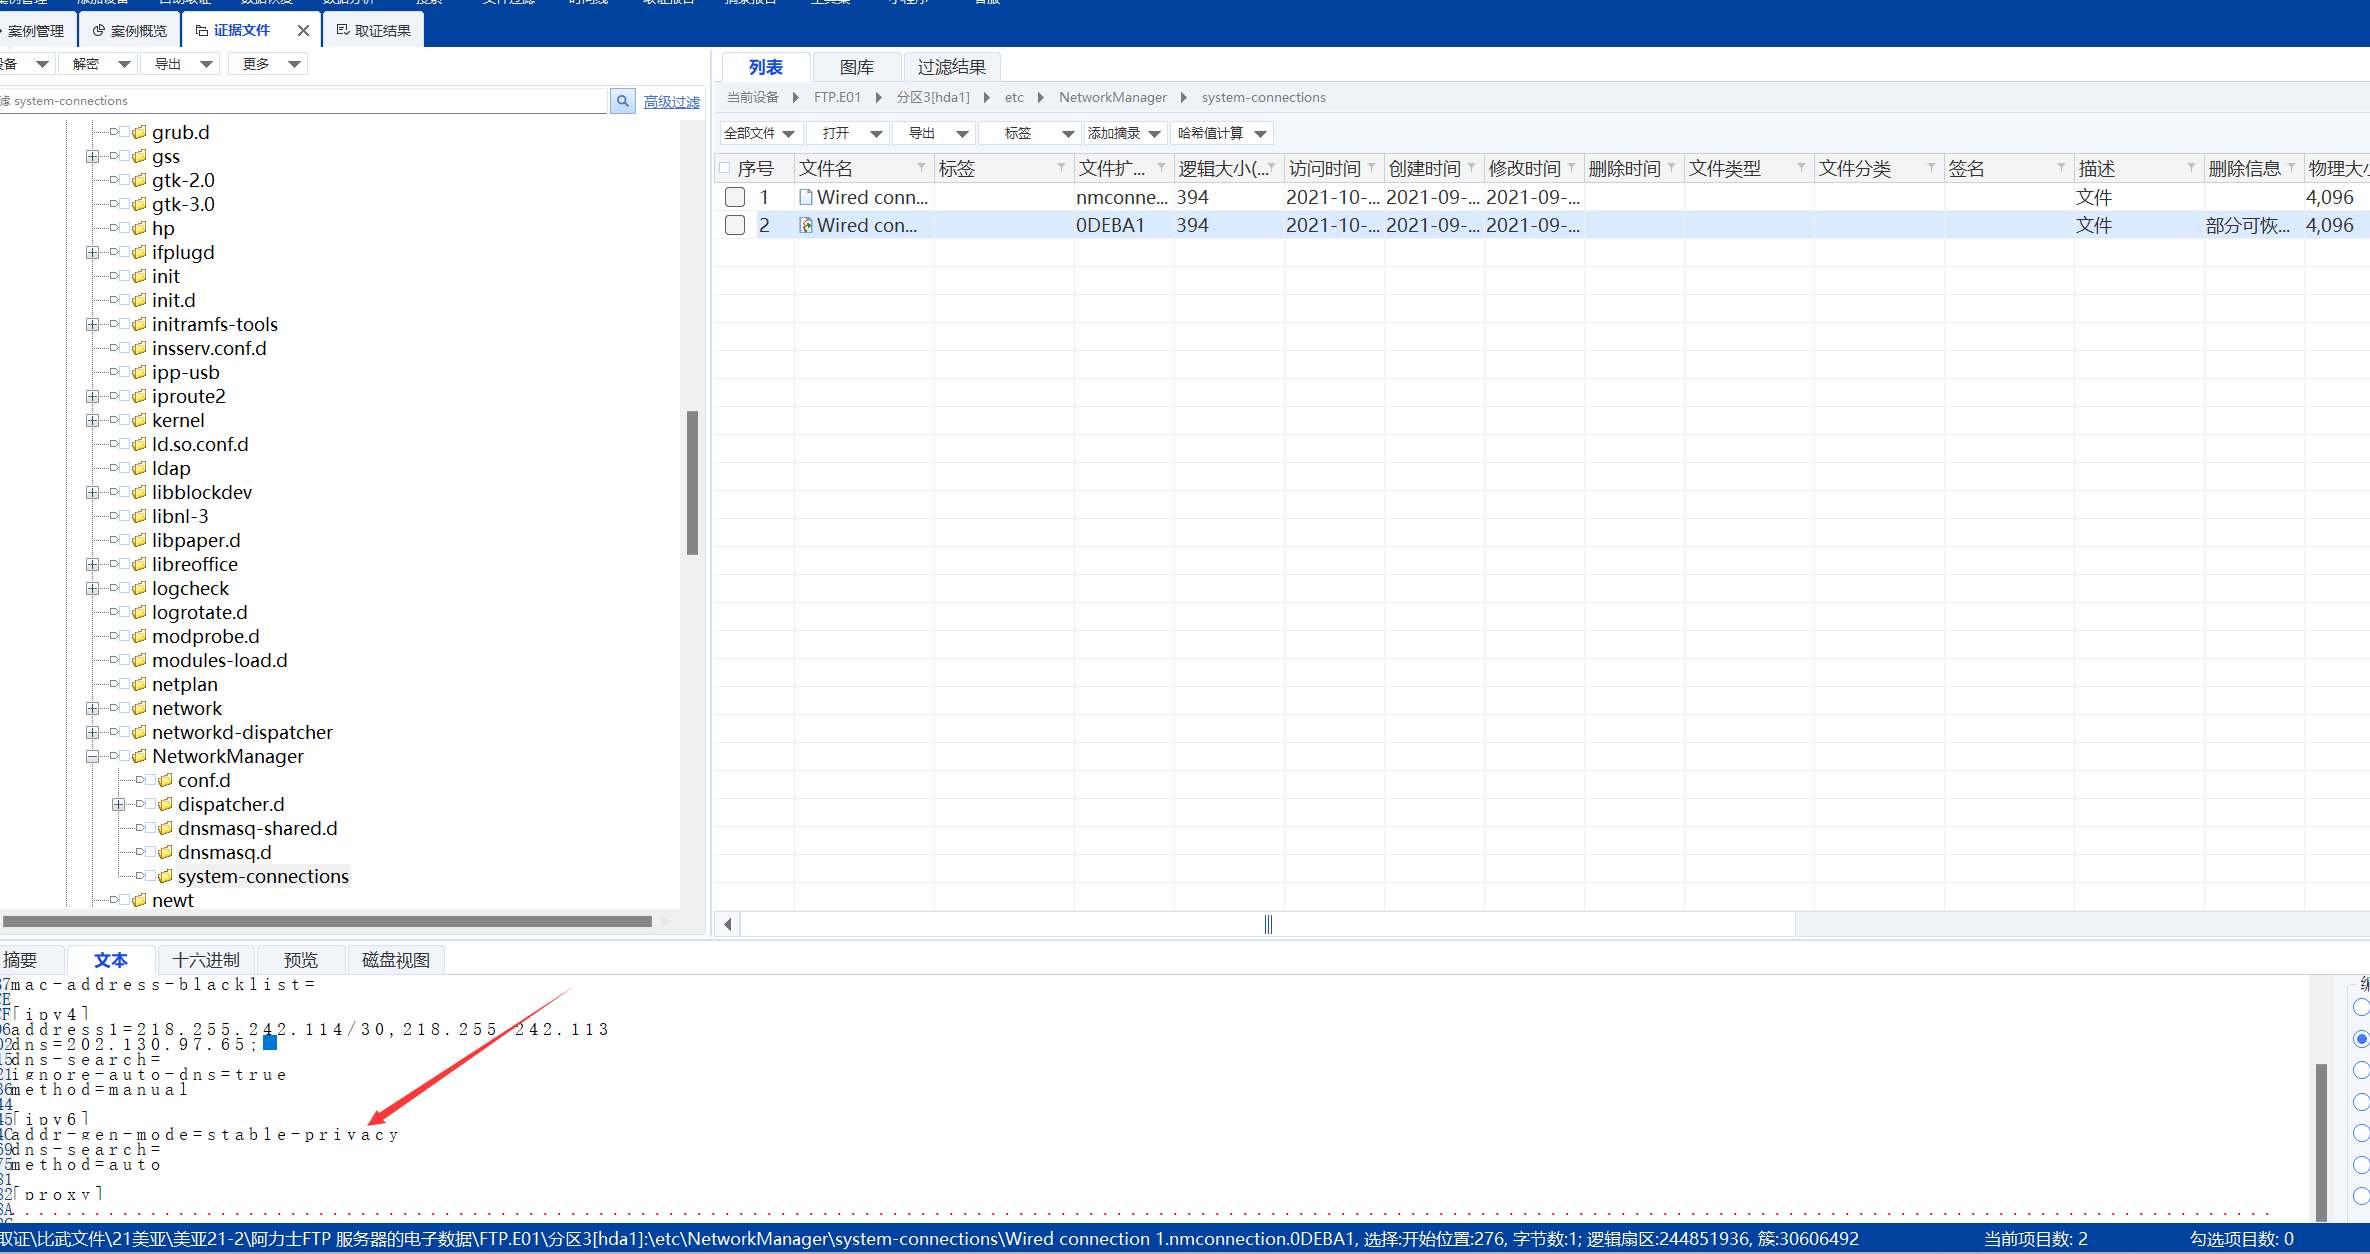 案例管理 案例概览 证据文件 取证结果
解密 导出 更多
system-connections 高级过滤
grub.d
gss
gtk-2.0
gtk-3.0
hp
ifplugd
init
init.d
initramfs-tools
insserv.conf.d
ipp-usb
iproute2
kernel
ld.so.conf.d
ldap
libblockdev
libnl-3
libpaper.d
libreoffice
logcheck
logrotate.d
modprobe.d
modules-load.d
netplan
network
networkd-dispatcher
NetworkManager
conf.d
dispatcher.d
dnsmasq-shared.d
dnsmasq.d
system-connections
newt
列表 图库 过滤结果
当前设备 FTP.E01 分区3[hda1] etc NetworkManager system-connections
全部文件 打开 导出 标签 添加摘录 哈希值计算
序号 文件名 标签 文件扩... 逻辑大小(... 访问时间 创建时间 修改时间 删除时间 文件类型 文件分类 签名 描述 删除信息 物理大
1 Wired conn... nmconne... 394 2021-10-... 2021-09-... 2021-09-... 文件 4,096
2 Wired con... 0DEBA1 394 2021-10-... 2021-09-... 2021-09-... 文件 部分可恢... 4,096
摘要 文本 十六进制 预览 磁盘视图
mac-address-blacklist=
[ipv4]
address1=218.255.242.114/30,218.255.242.113
dns=202.130.97.65;
dns-search=
ignore-auto-dns=true
method=manual
[ipv6]
addr-gen-mode=stable-privacy
dns-search=
method=auto
[proxy]
取证\比武文件\21美亚\美亚21-2\阿力士FTP 服务器的电子数据\FTP.E01\分区3[hda1]:\etc\NetworkManager\system-connections\Wired connection 1.nmconnection.0DEBA1, 选择:开始位置:276, 字节数:1; 逻辑扇区:244851936, 簇:30606492 当前项目数: 2 勾选项目数: 0